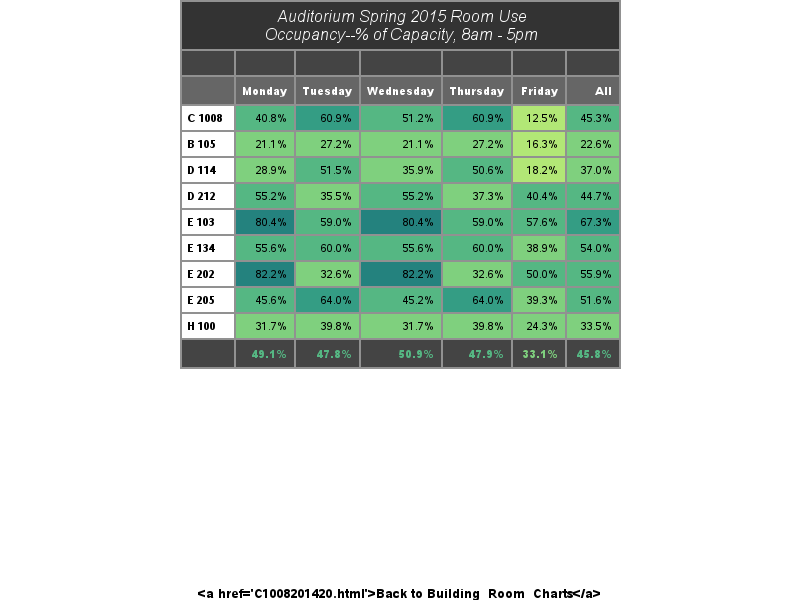 Auditorium Spring 2015 Room Use
Occupancy--% of Capacity, 8am - 5pm
Monday Tuesday Wednesday Thursday Friday All
C 1008 40.8% 60.9% 51.2% 60.9% 12.5% 45.3%
B 105 21.1% 27.2% 21.1% 27.2% 16.3% 22.6%
D 114 28.9% 51.5% 35.9% 50.6% 18.2% 37.0%
D 212 55.2% 35.5% 55.2% 37.3% 40.4% 44.7%
E 103 80.4% 59.0% 80.4% 59.0% 57.6% 67.3%
E 134 55.6% 60.0% 55.6% 60.0% 38.9% 54.0%
E 202 82.2% 32.6% 82.2% 32.6% 50.0% 55.9%
E 205 45.6% 64.0% 45.2% 64.0% 39.3% 51.6%
H 100 31.7% 39.8% 31.7% 39.8% 24.3% 33.5%
49.1% 47.8% 50.9% 47.9% 33.1% 45.8%
<a href='C1008201420.html'>Back to Building_Room_Charts</a>